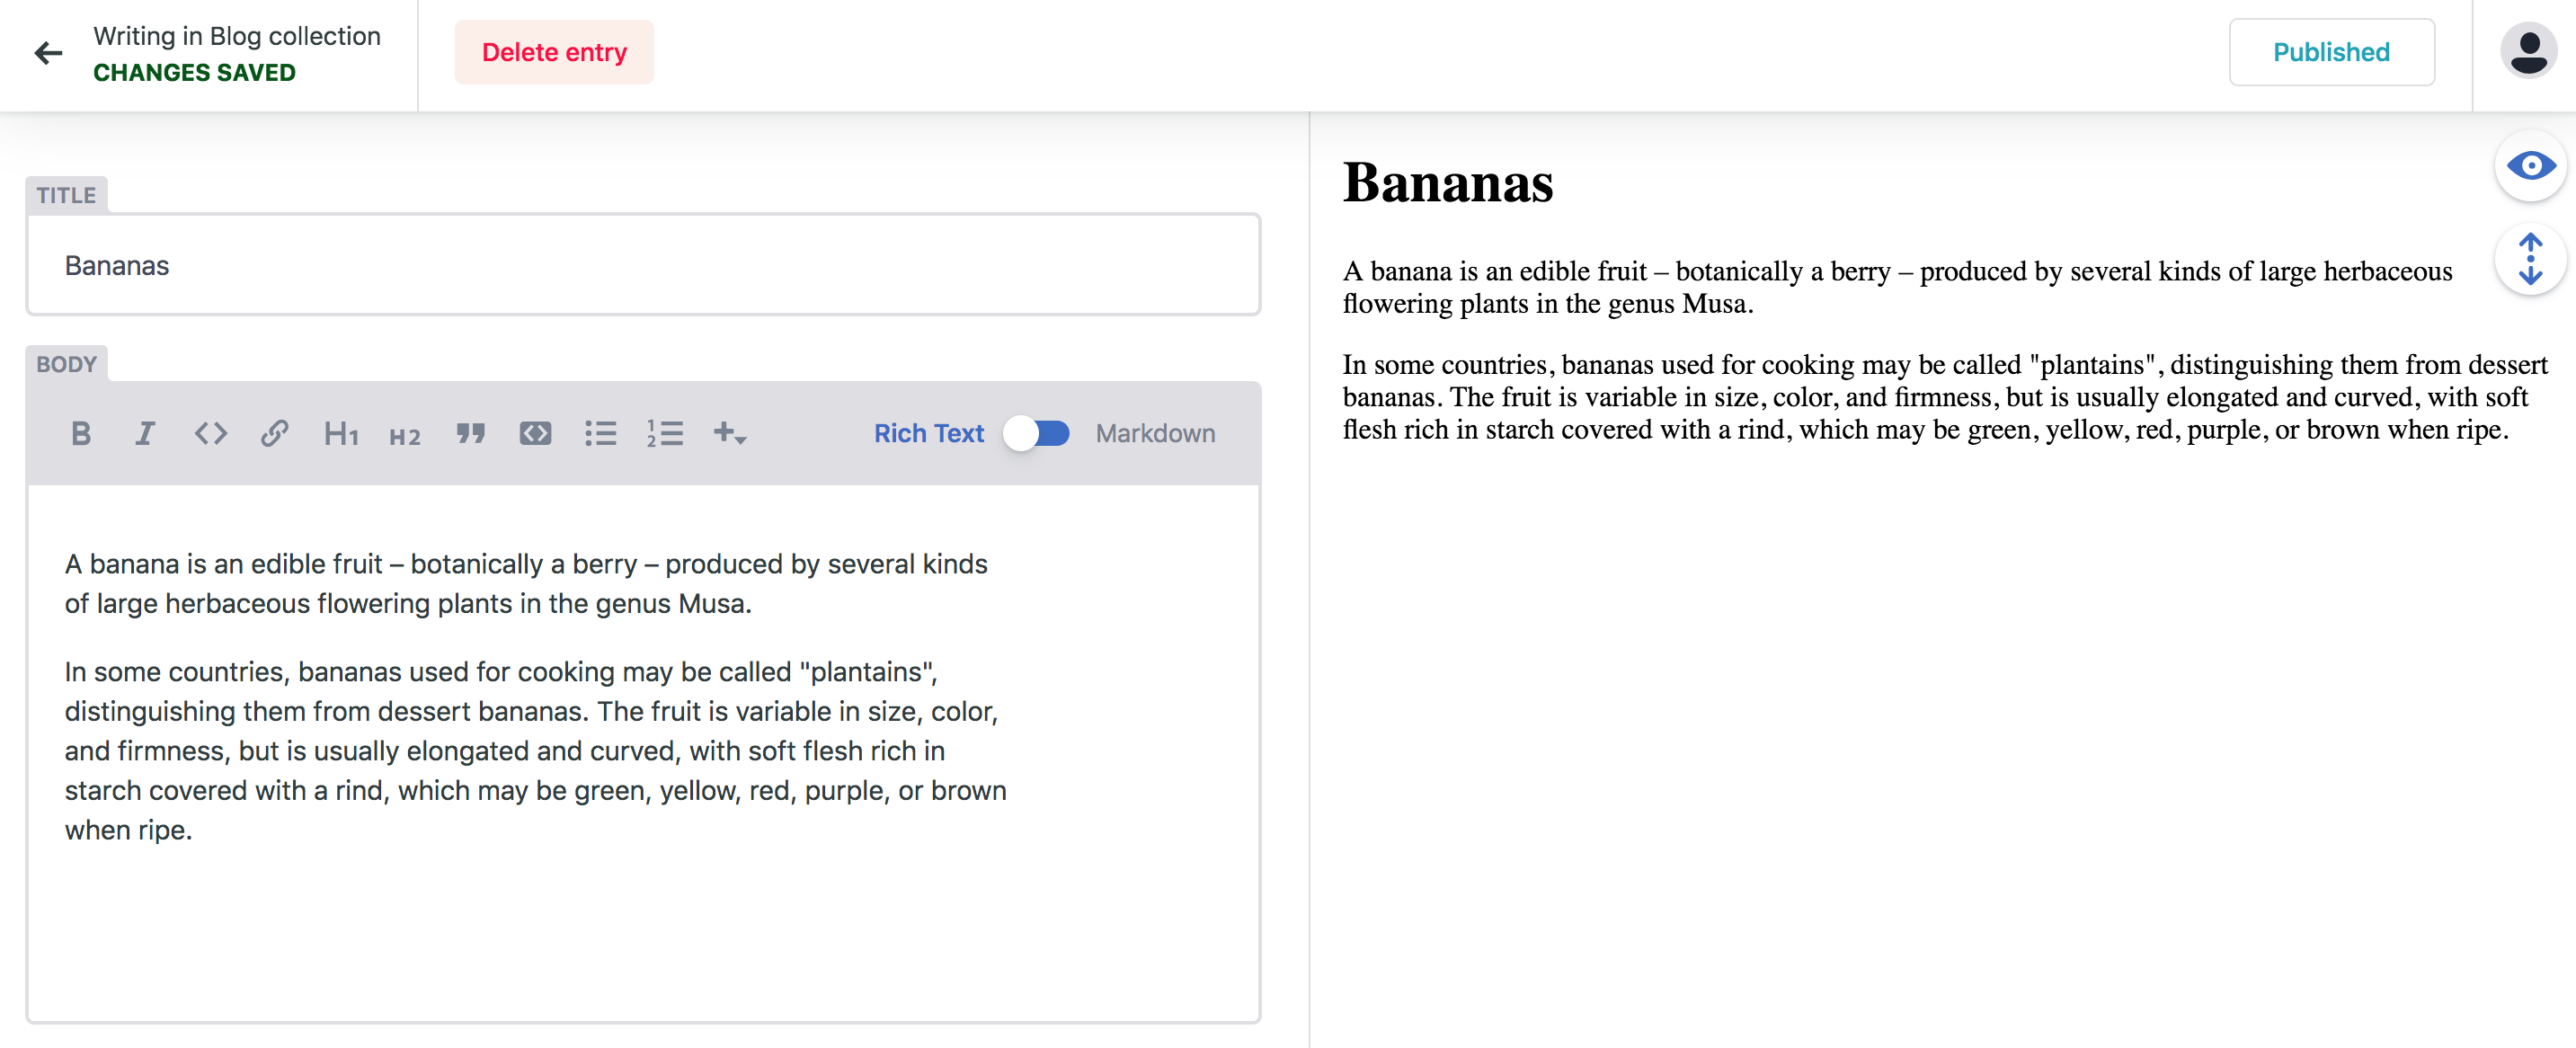 Writing in Blog collection
CHANGES SAVED
Delete entry
Published
TITLE
Bananas
BODY
B I <> H1 H2
Rich Text
Markdown
A banana is an edible fruit – botanically a berry – produced by several kinds
of large herbaceous flowering plants in the genus Musa.
In some countries, bananas used for cooking may be called "plantains",
distinguishing them from dessert bananas. The fruit is variable in size, color,
and firmness, but is usually elongated and curved, with soft flesh rich in
starch covered with a rind, which may be green, yellow, red, purple, or brown
when ripe.
Bananas
A banana is an edible fruit – botanically a berry – produced by several kinds of large herbaceous
flowering plants in the genus Musa.
In some countries, bananas used for cooking may be called "plantains", distinguishing them from dessert
bananas. The fruit is variable in size, color, and firmness, but is usually elongated and curved, with soft
flesh rich in starch covered with a rind, which may be green, yellow, red, purple, or brown when ripe.